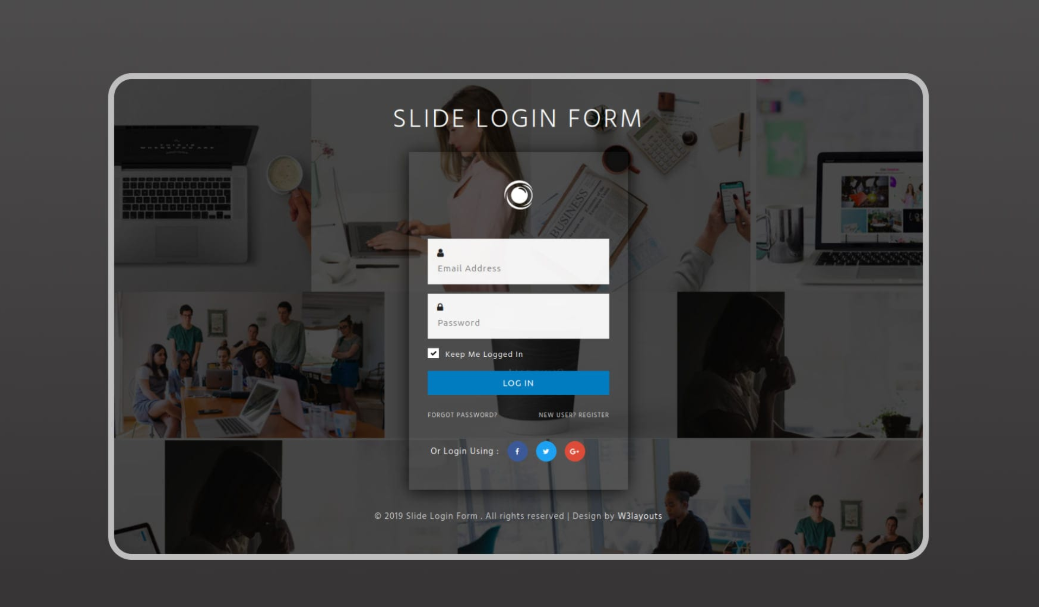 SLIDE LOGIN FORM
BUSINESS
Email Address
Password
Keep Me Logged In
LOG IN
FORGOT PASSWORD? NEW USER? REGISTER
Or Login Using :
f
G+
© 2019 Slide Login Form . All rights reserved | Design by W3layouts